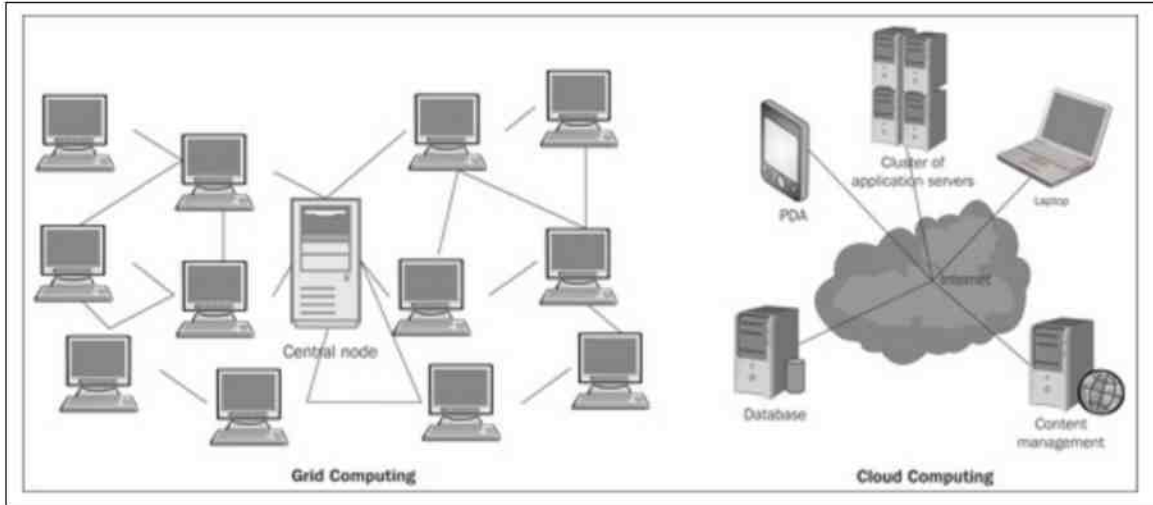 Central node
Grid Computing
Cluster of
application servers
PDA
Laptop
Internet
Database
Content
management
Cloud Computing